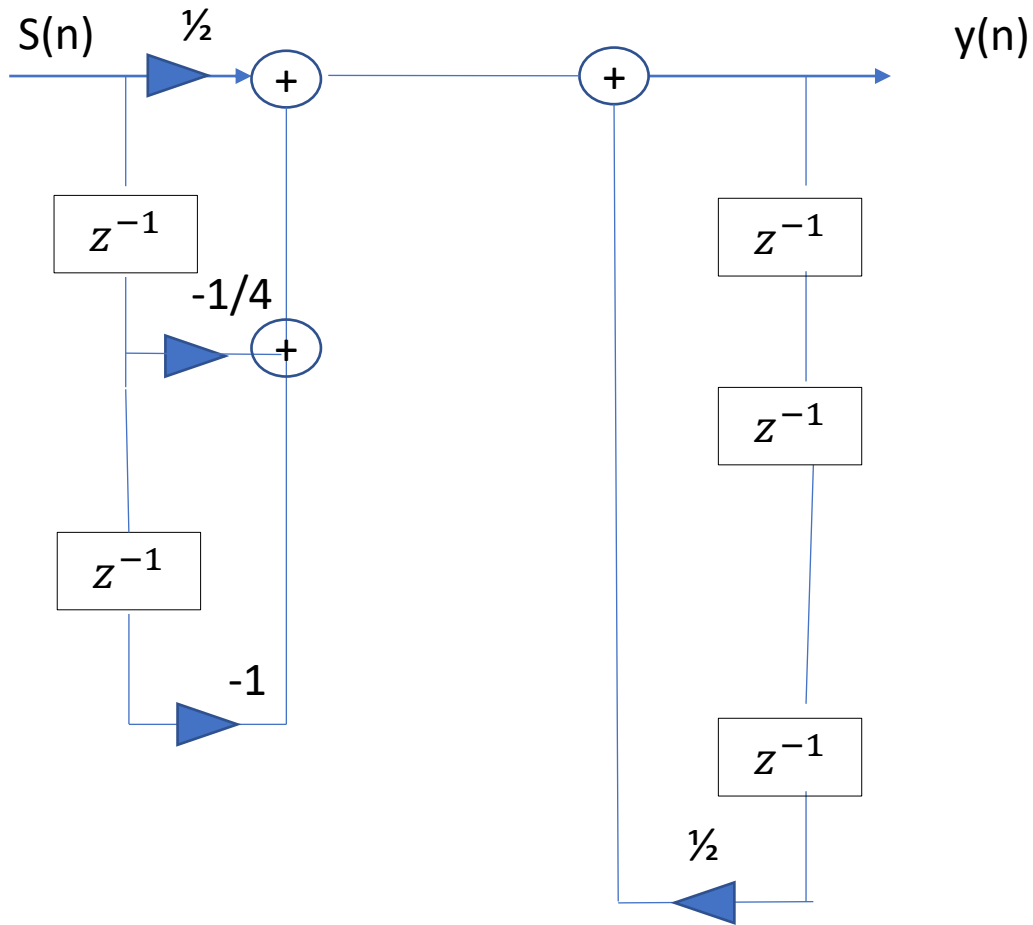 S(n) ½ y(n)
+ +
z⁻¹ z⁻¹
-1/4
+
z⁻¹
z⁻¹
-1
z⁻¹
½